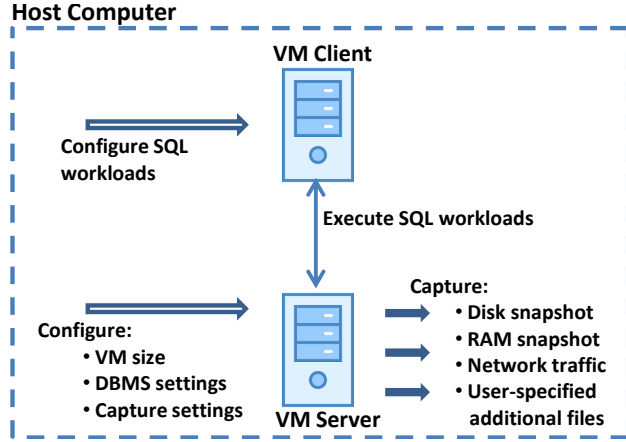 Host Computer
VM Client
Configure SQL
workloads
Execute SQL workloads
Configure:
• VM size
• DBMS settings
• Capture settings
VM Server
Capture:
• Disk snapshot
• RAM snapshot
• Network traffic
• User-specified
additional files